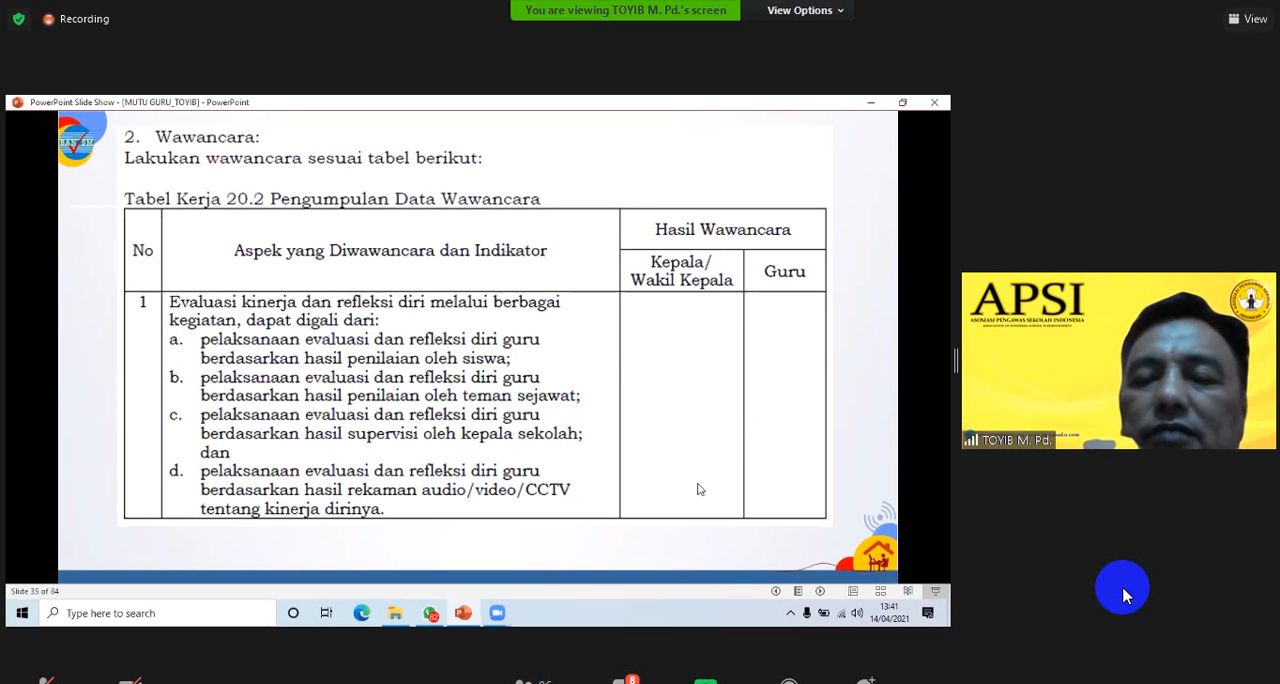 Recording
You are viewing TOYIB M. Pd.'s screen
View Options
View
PowerPoint Slide Show - [MUTU GURU_TOYIB] - PowerPoint
BAN S/M
2. Wawancara:
Lakukan wawancara sesuai tabel berikut:
Tabel Kerja 20.2 Pengumpulan Data Wawancara
No
Aspek yang Diwawancara dan Indikator
Hasil Wawancara
Kepala/
Wakil Kepala
Guru
1
Evaluasi kinerja dan refleksi diri melalui berbagai
kegiatan, dapat digali dari:
a. pelaksanaan evaluasi dan refleksi diri guru
berdasarkan hasil penilaian oleh siswa;
b. pelaksanaan evaluasi dan refleksi diri guru
berdasarkan hasil penilaian oleh teman sejawat;
c. pelaksanaan evaluasi dan refleksi diri guru
berdasarkan hasil supervisi oleh kepala sekolah;
dan
d. pelaksanaan evaluasi dan refleksi diri guru
berdasarkan hasil rekaman audio/video/CCTV
tentang kinerja dirinya.
APSI
ASOSIASI PENGAWAS SEKOLAH INDONESIA
TOYIB M. Pd.
Slide 35 of 84
Type here to search
13:41
14/04/2021
8